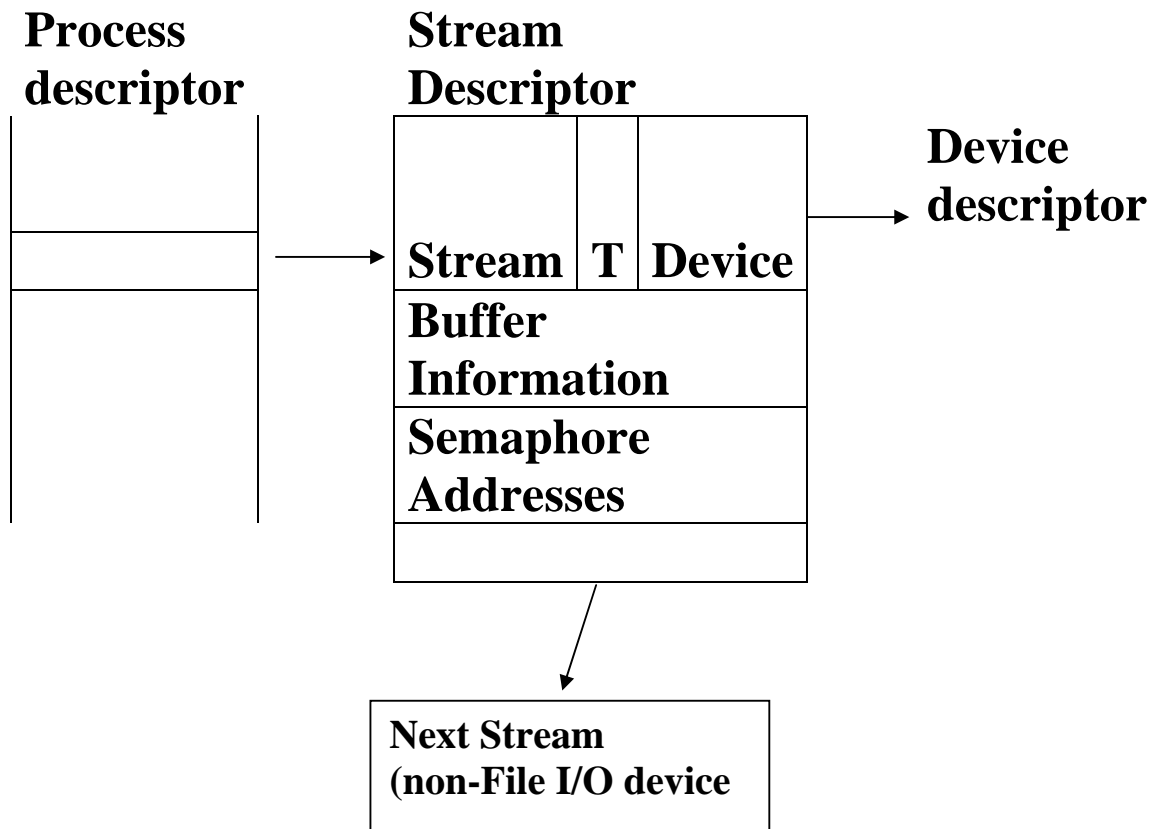 Process
descriptor
Stream
Descriptor
Device
descriptor
Stream T Device
Buffer
Information
Semaphore
Addresses
Next Stream
(non-File I/O device